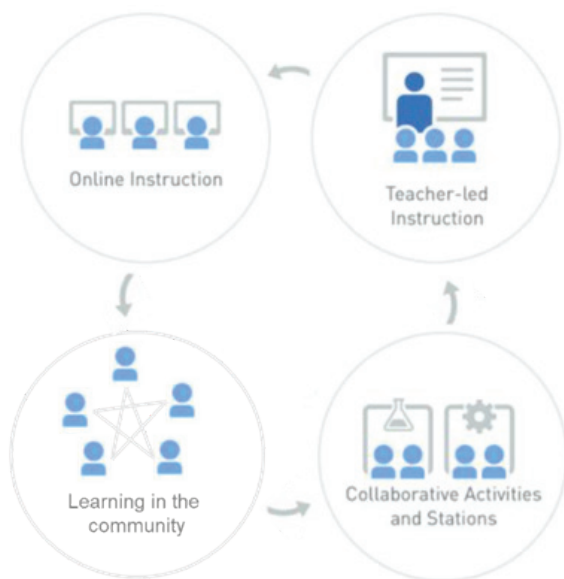 Online Instruction
Teacher-led
Instruction
Learning in the
community
Collaborative Activities
and Stations